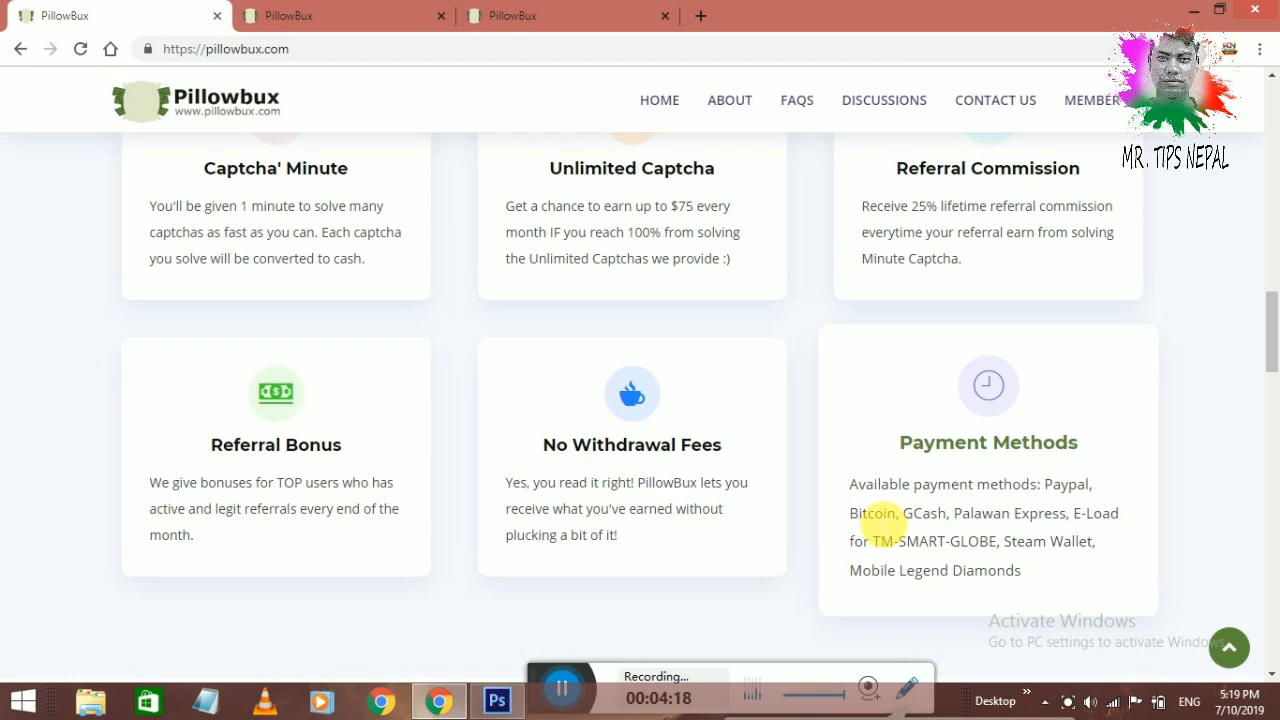 PillowBux
PillowBux
PillowBux
https://pillowbux.com
Pillowbux
www.pillowbux.com
HOME ABOUT FAQS DISCUSSIONS CONTACT US MEMBER
MR. TIPS NEPAL
Captcha' Minute
You'll be given 1 minute to solve many
captchas as fast as you can. Each captcha
you solve will be converted to cash.
Unlimited Captcha
Get a chance to earn up to $75 every
month IF you reach 100% from solving
the Unlimited Captchas we provide :)
Referral Commission
Receive 25% lifetime referral commission
everytime your referral earn from solving
Minute Captcha.
Referral Bonus
We give bonuses for TOP users who has
active and legit referrals every end of the
month.
No Withdrawal Fees
Yes, you read it right! PillowBux lets you
receive what you've earned without
plucking a bit of it!
Payment Methods
Available payment methods: Paypal,
Bitcoin, GCash, Palawan Express, E-Load
for TM-SMART-GLOBE, Steam Wallet,
Mobile Legend Diamonds
Activate Windows
Go to PC settings to activate Windows.
Recording...
00:04:18
Ps
Desktop
ENG
5:19 PM
7/10/2019